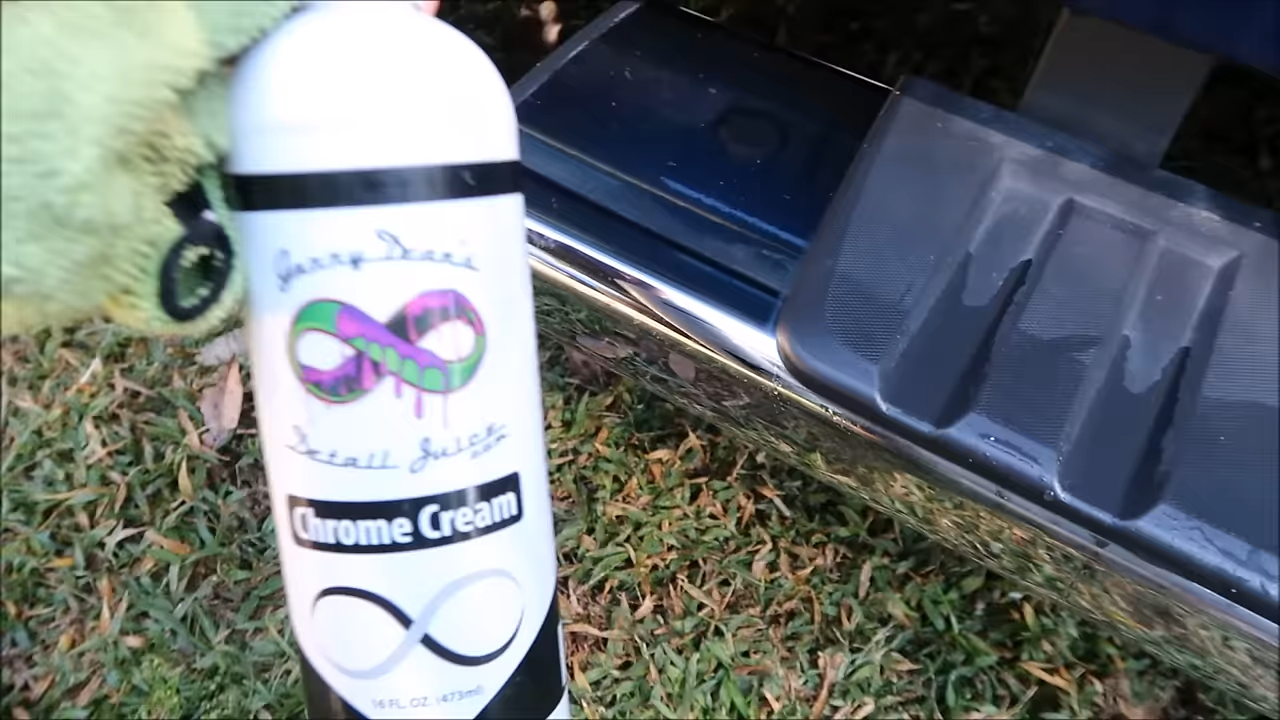 Jerry Dean's
Detail Juice
Chrome Cream
16 FL. OZ. (473ml)